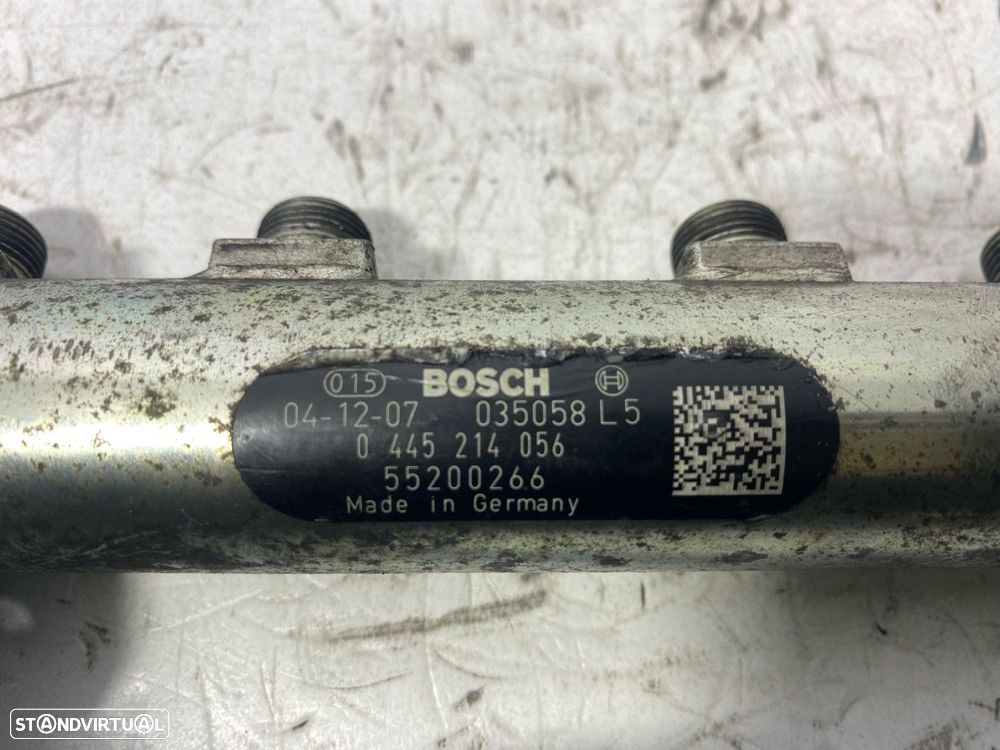 015 BOSCH
04-12-07 035058 L5
0 445 214 056
55200266
Made in Germany
STANDVIRTUAL